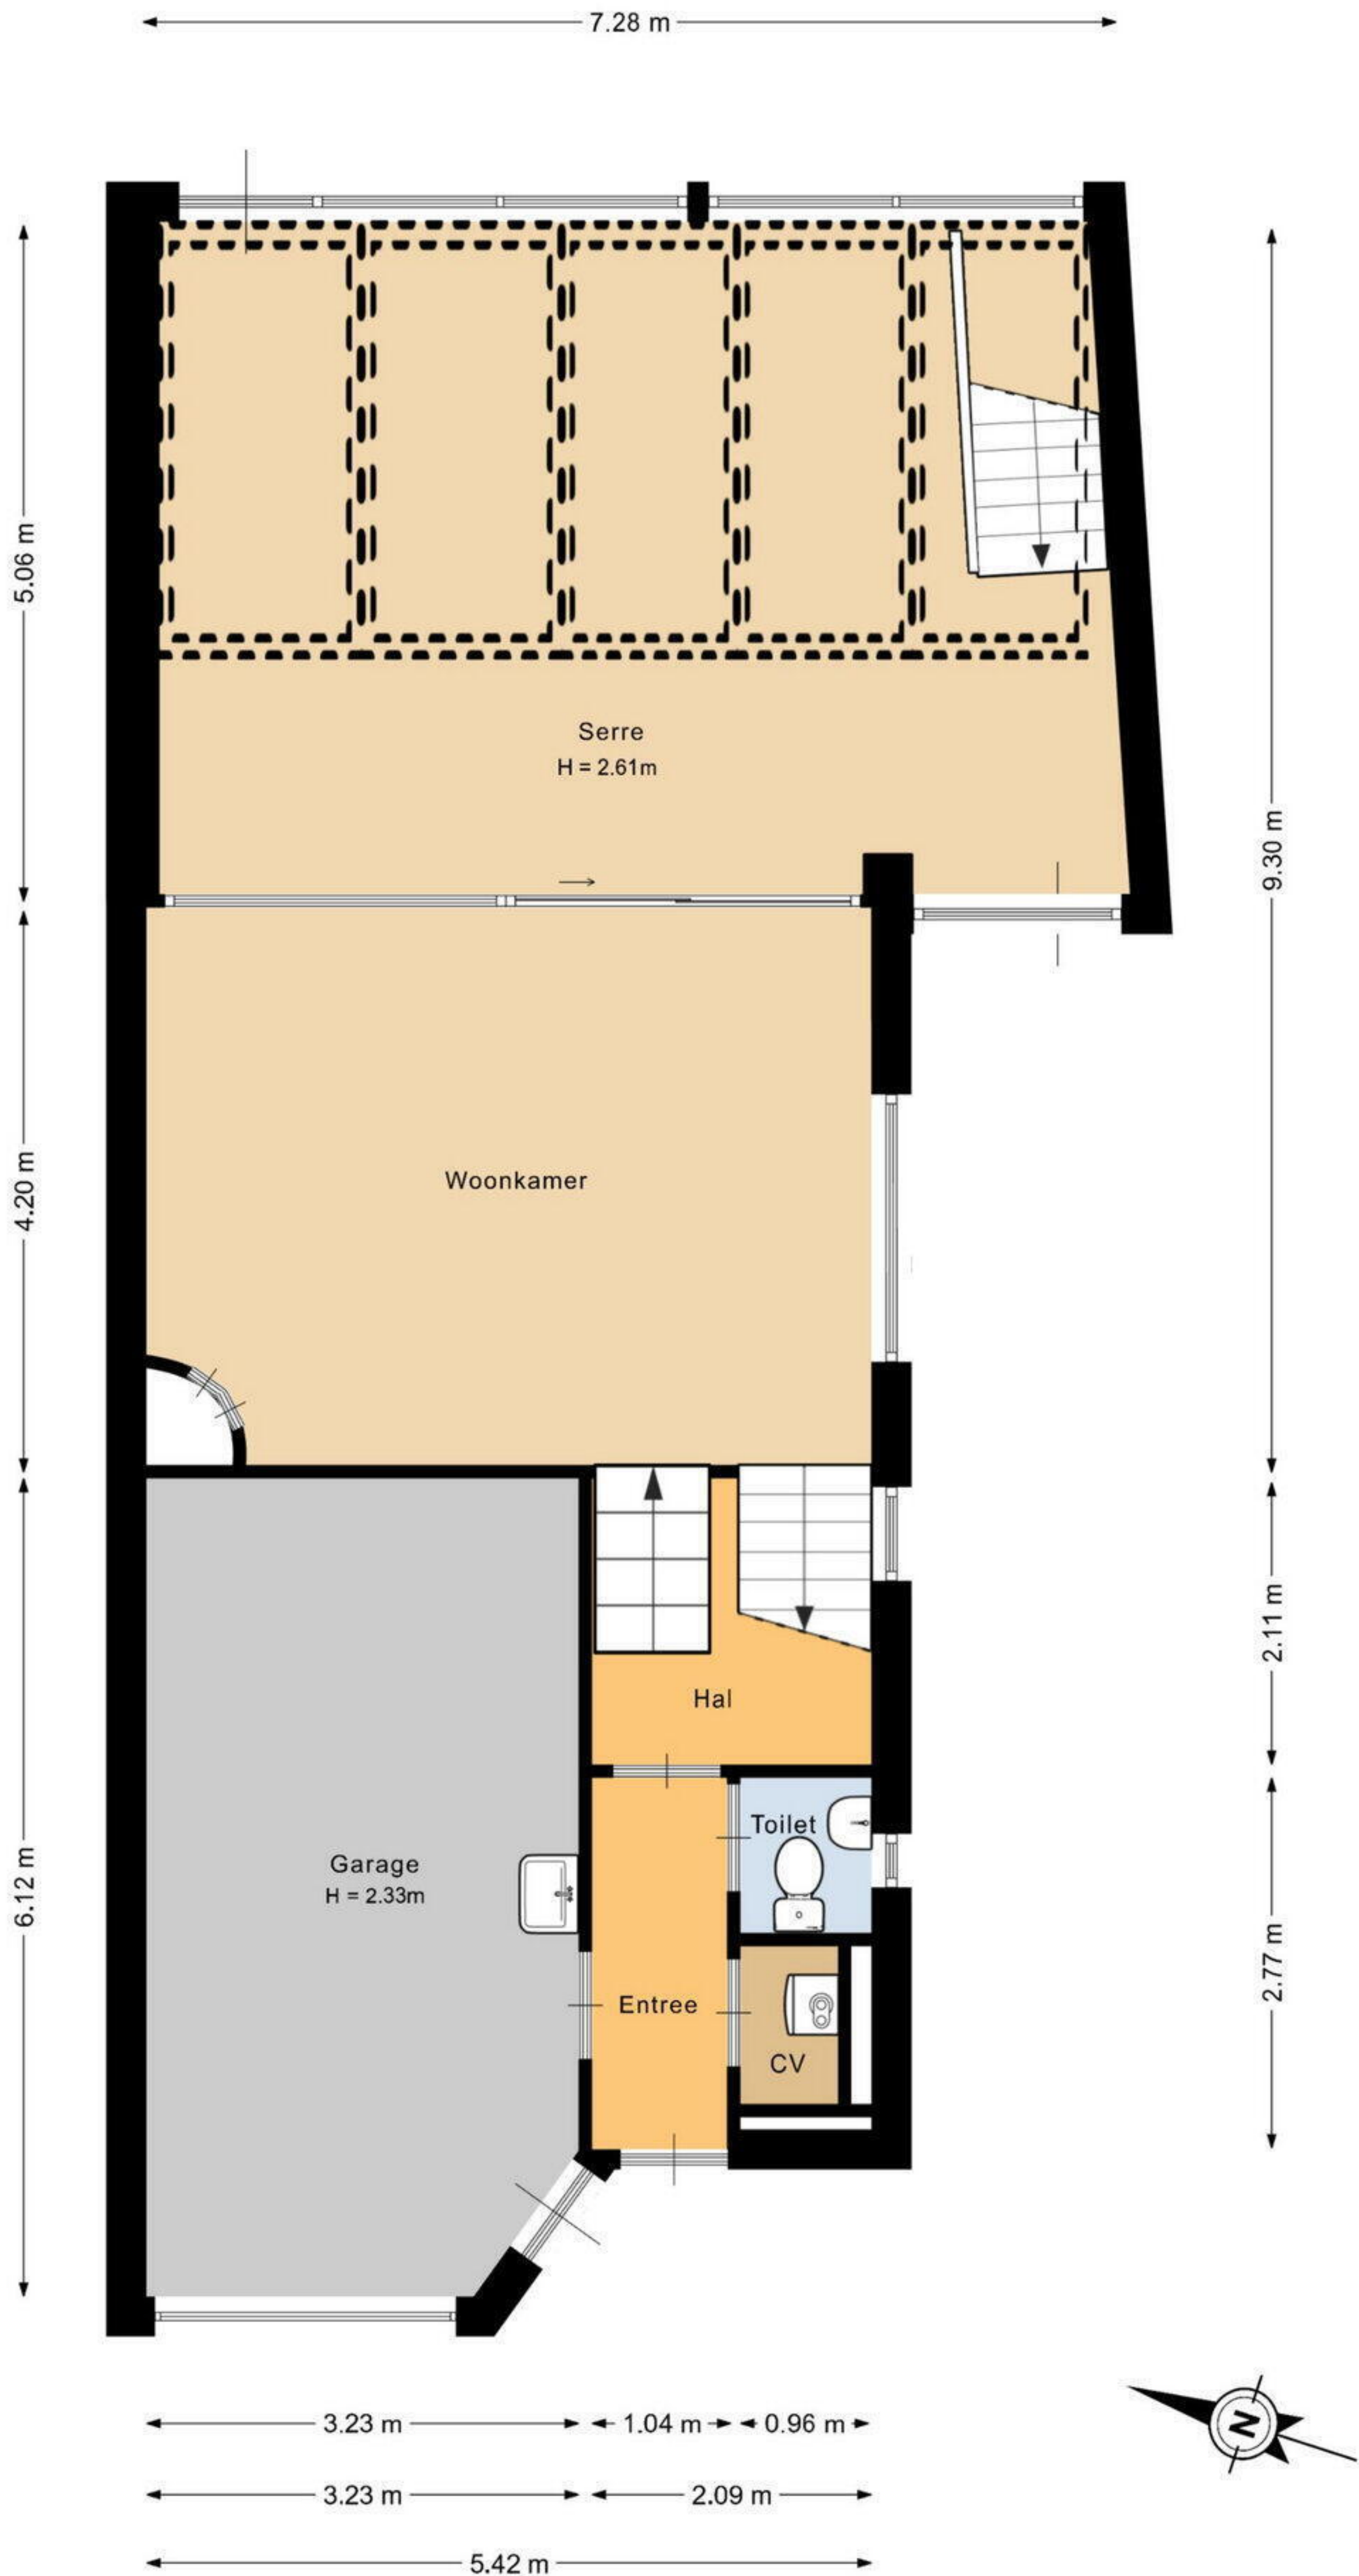 7.28 m
5.06 m
Serre
H = 2.61m
9.30 m
4.20 m
Woonkamer
2.11 m
Hal
Toilet
Garage
H = 2.33m
6.12 m
2.77 m
Entree
CV
3.23 m
1.04 m
0.96 m
N
3.23 m
2.09 m
5.42 m